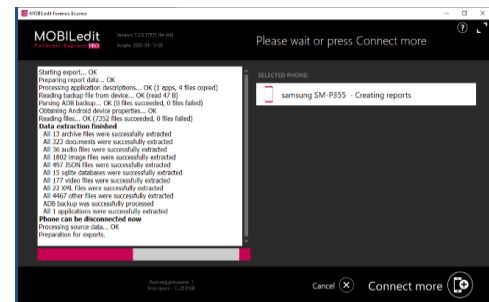 MOBILedit Forensic Express
MOBILedit
Forensic Express PRO
Please wait or press Connect more
Starting export... OK
Preparing report data... OK
Processing application descriptions... OK (1 apps, 4 files copied)
Reading backup file from device... OK (read 47 B)
Parsing ADB backup... OK (0 files succeeded, 0 files failed)
Obtaining Android device properties... OK
Reading files... OK (7352 files succeeded, 0 files failed)
Data extraction finished
All 13 archive files were successfully extracted
All 323 documents were successfully extracted
All 36 audio files were successfully extracted
All 1802 image files were successfully extracted
All 497 JSON files were successfully extracted
All 15 sqlite databases were successfully extracted
All 177 video files were successfully extracted
All 22 XML files were successfully extracted
All 4467 other files were successfully extracted
ADB backup was successfully processed
All 1 applications were successfully extracted
Phone can be disconnected now
Processing source data... OK
Preparation for exports.
SELECTED PHONE:
samsung SM-P355 - Creating reports
Running processes: 1
Cancel
Connect more